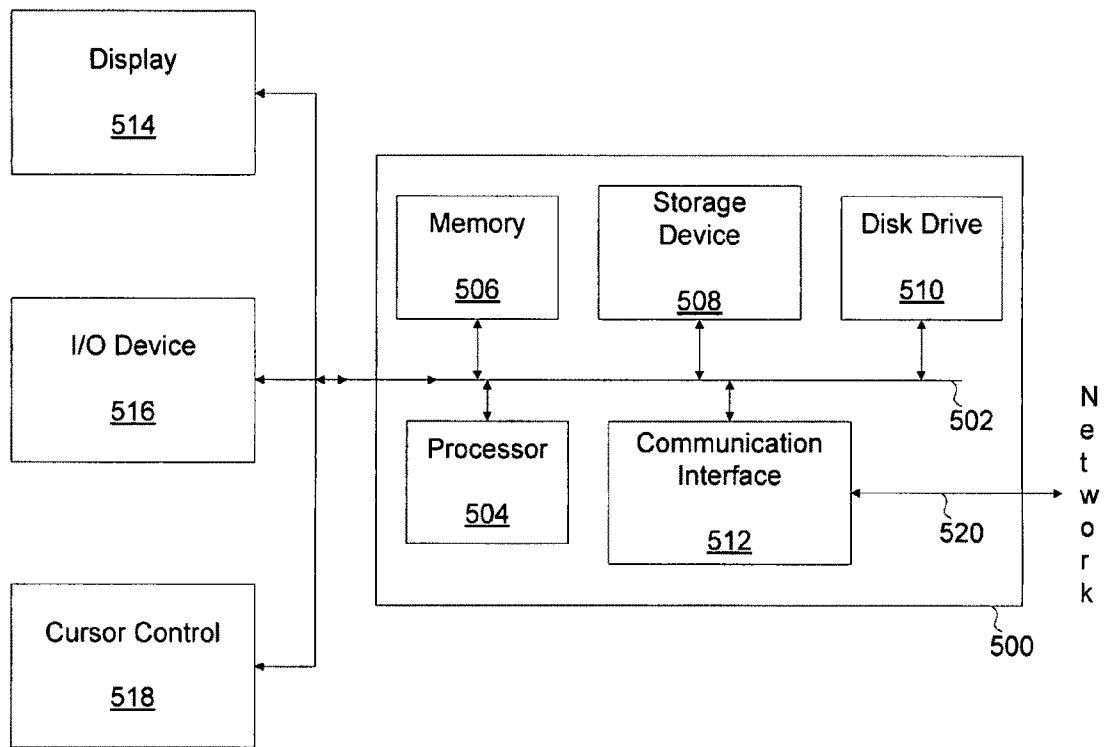 Display
514
I/O Device
516
Cursor Control
518
Memory
506
Storage
Device
508
Disk Drive
510
502
Processor
504
Communication
Interface
512
520
500
Network